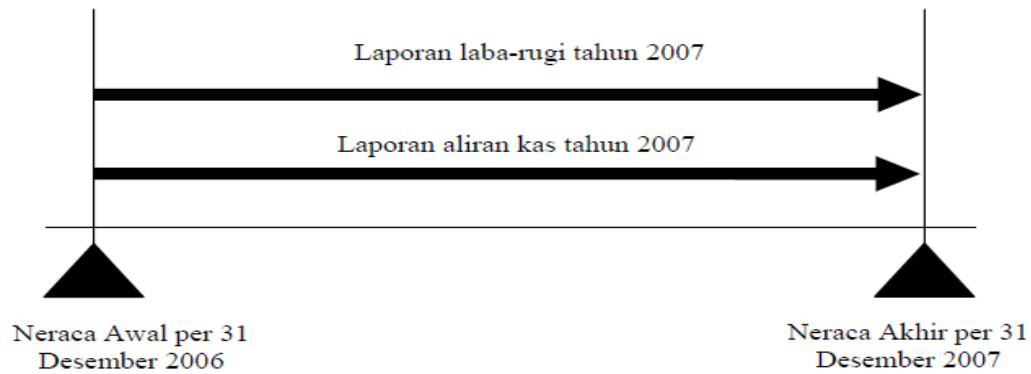 Laporan laba-rugi tahun 2007
Laporan aliran kas tahun 2007
Neraca Awal per 31
Desember 2006
Neraca Akhir per 31
Desember 2007